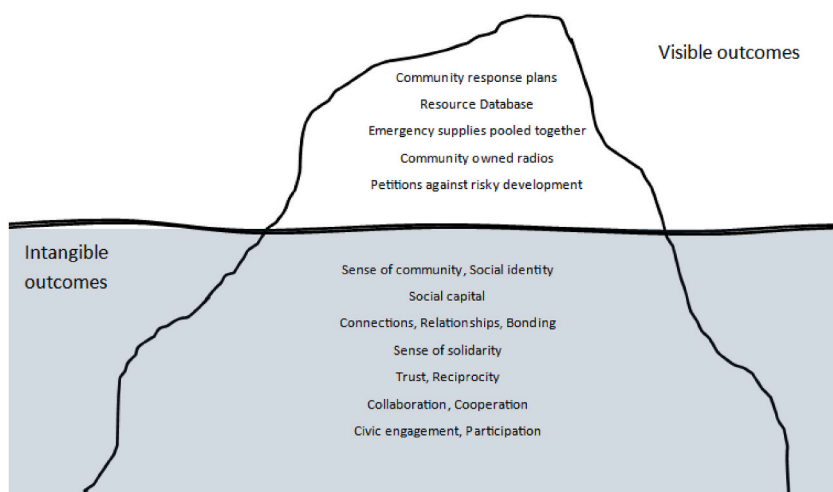 Visible outcomes
Community response plans
Resource Database
Emergency supplies pooled together
Community owned radios
Petitions against risky development
Intangible
outcomes
Sense of community, Social identity
Social capital
Connections, Relationships, Bonding
Sense of solidarity
Trust, Reciprocity
Collaboration, Cooperation
Civic engagement, Participation